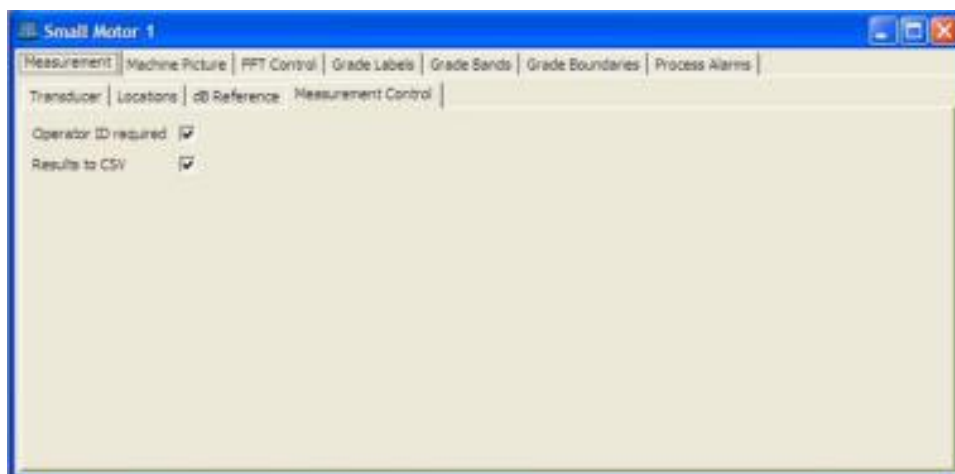 Small Motor 1
Measurement Machine Picture FFT Control Grade Labels Grade Bands Grade Boundaries Process Alarms
Transducer Locations dB Reference Measurement Control
Operator ID required
Results to CSV